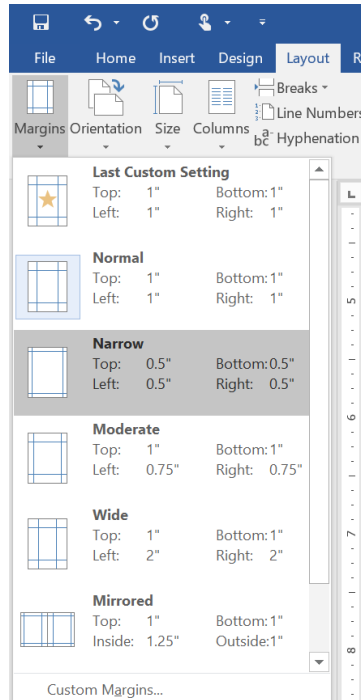 File Home Insert Design Layout R
Breaks
Line Numbers
Margins Orientation Size Columns
Hyphenation
Last Custom Setting
Top: 1" Bottom: 1"
Left: 1" Right: 1"
Normal
Top: 1" Bottom: 1"
Left: 1" Right: 1"
Narrow
Top: 0.5" Bottom: 0.5"
Left: 0.5" Right: 0.5"
Moderate
Top: 1" Bottom: 1"
Left: 0.75" Right: 0.75"
Wide
Top: 1" Bottom: 1"
Left: 2" Right: 2"
Mirrored
Top: 1" Bottom: 1"
Inside: 1.25" Outside: 1"
Custom Margins...
5
6
7
8